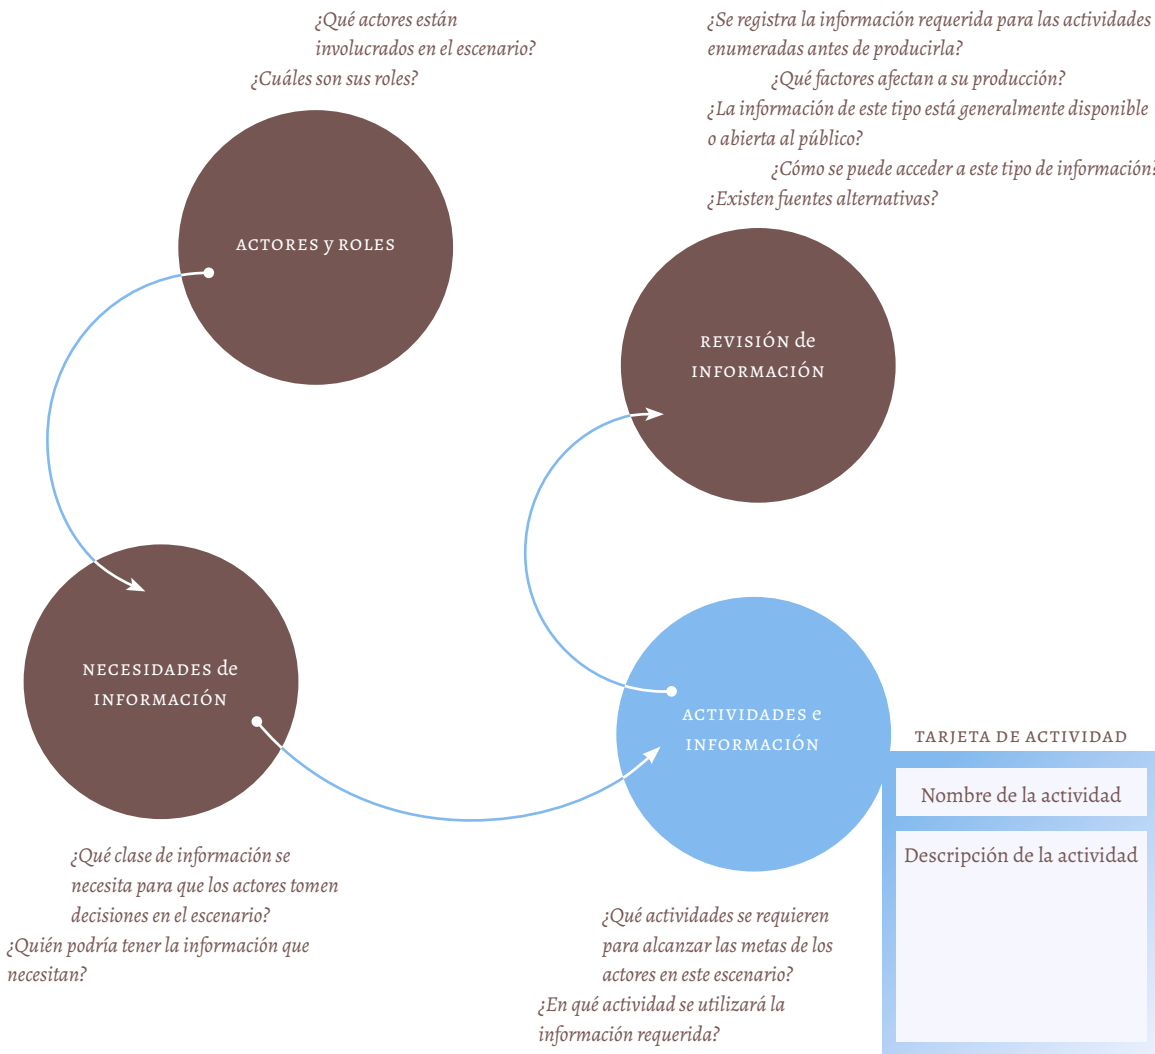 ¿Qué actores están
involucrados en el escenario?
¿Cuáles son sus roles?
ACTORES y ROLES
¿Se registra la información requerida para las actividades
enumeradas antes de producirla?
¿Qué factores afectan a su producción?
¿La información de este tipo está generalmente disponible
o abierta al público?
¿Cómo se puede acceder a este tipo de información?
¿Existen fuentes alternativas?
REVISIÓN de
INFORMACIÓN
NECESIDADES de
INFORMACIÓN
¿Qué clase de información se
necesita para que los actores tomen
decisiones en el escenario?
¿Quién podría tener la información que
necesitan?
ACTIVIDADES e
INFORMACIÓN
¿Qué actividades se requieren
para alcanzar las metas de los
actores en este escenario?
¿En qué actividad se utilizará la
información requerida?
TARJETA DE ACTIVIDAD
Nombre de la actividad
Descripción de la actividad